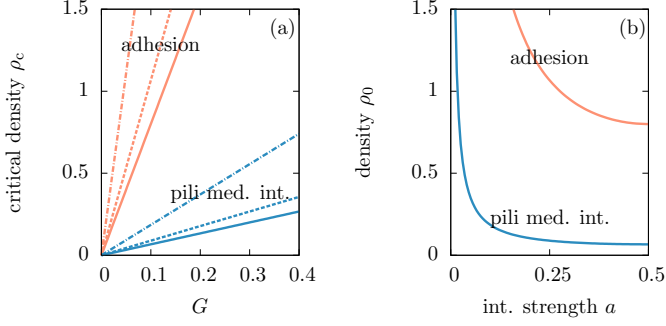 (a)
adhesion
pili med. int.
critical density ρc
1.5
1
0.5
0
0 0.1 0.2 0.3 0.4
G
(b)
adhesion
pili med. int.
density ρ0
1.5
1
0.5
0
0 0.25 0.5
int. strength a